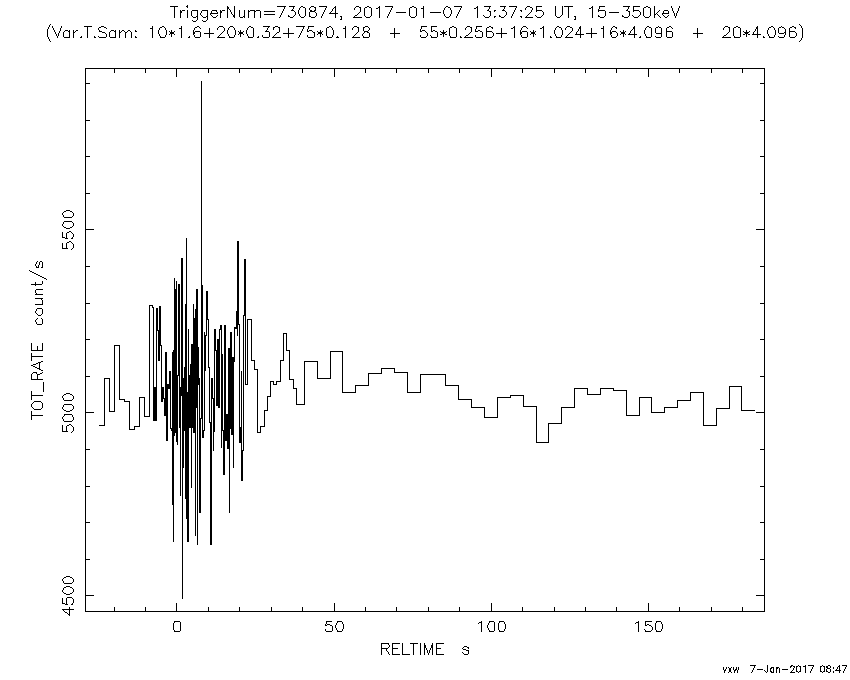 TriggerNum=730874, 2017-01-07 13:37:25 UT, 15-350keV
(Var.T.Sam: 10*1.6+20*0.32+75*0.128 + 55*0.256+16*1.024+16*4.096 + 20*4.096)
TOT_RATE count/s
5500
5000
4500
0 50 100 150
RELTIME s
vxw 7-Jan-2017 08:47